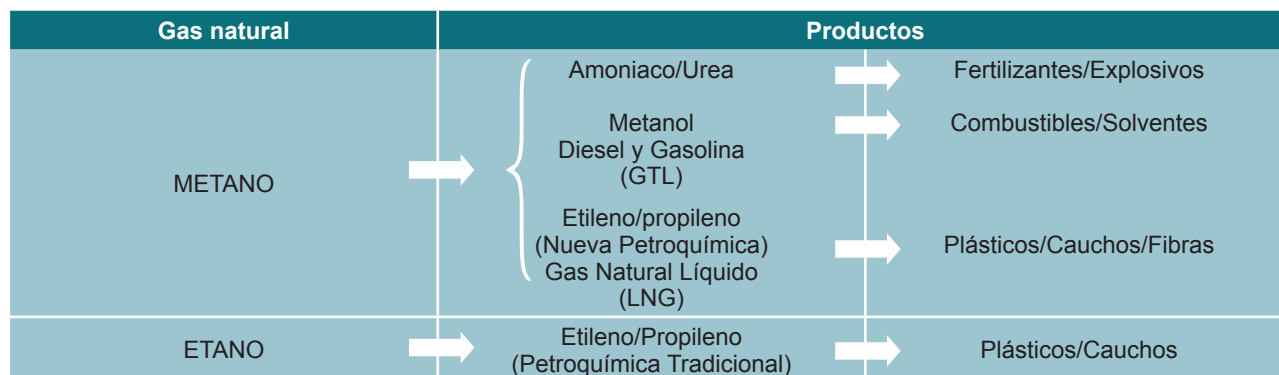 Gas natural
Productos
METANO
Amoniaco/Urea
Fertilizantes/Explosivos
Metanol
Combustibles/Solventes
Diesel y Gasolina
(GTL)
Etileno/propileno
(Nueva Petroquímica)
Plásticos/Cauchos/Fibras
Gas Natural Líquido
(LNG)
ETANO
Etileno/Propileno
(Petroquímica Tradicional)
Plásticos/Cauchos